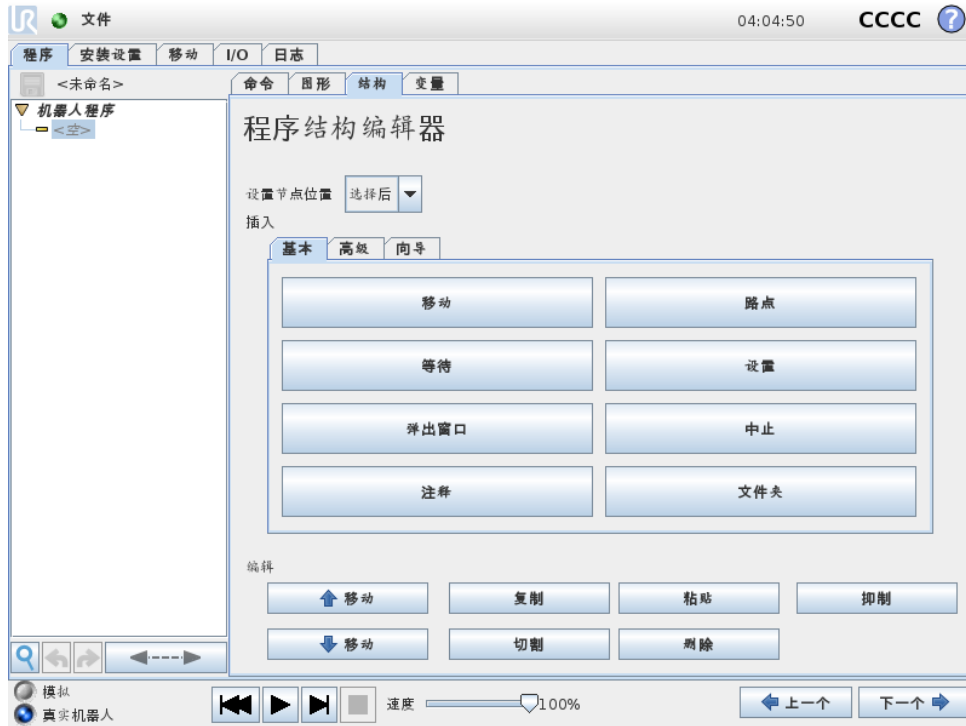 UR 文件 04:04:50 CCCC ?
程序 安装设置 移动 I/O 日志
<未命名> 命令 图形 结构 变量
机器人程序
<空>
程序结构编辑器
设置节点位置 选择后
插入
基本 高级 向导
移动 路点
等待 设置
弹出窗口 中止
注释 文件夹
编辑
移动 复制 粘贴 抑制
移动 切割 删除
模拟
真实机器人
速度 100% 上一个 下一个